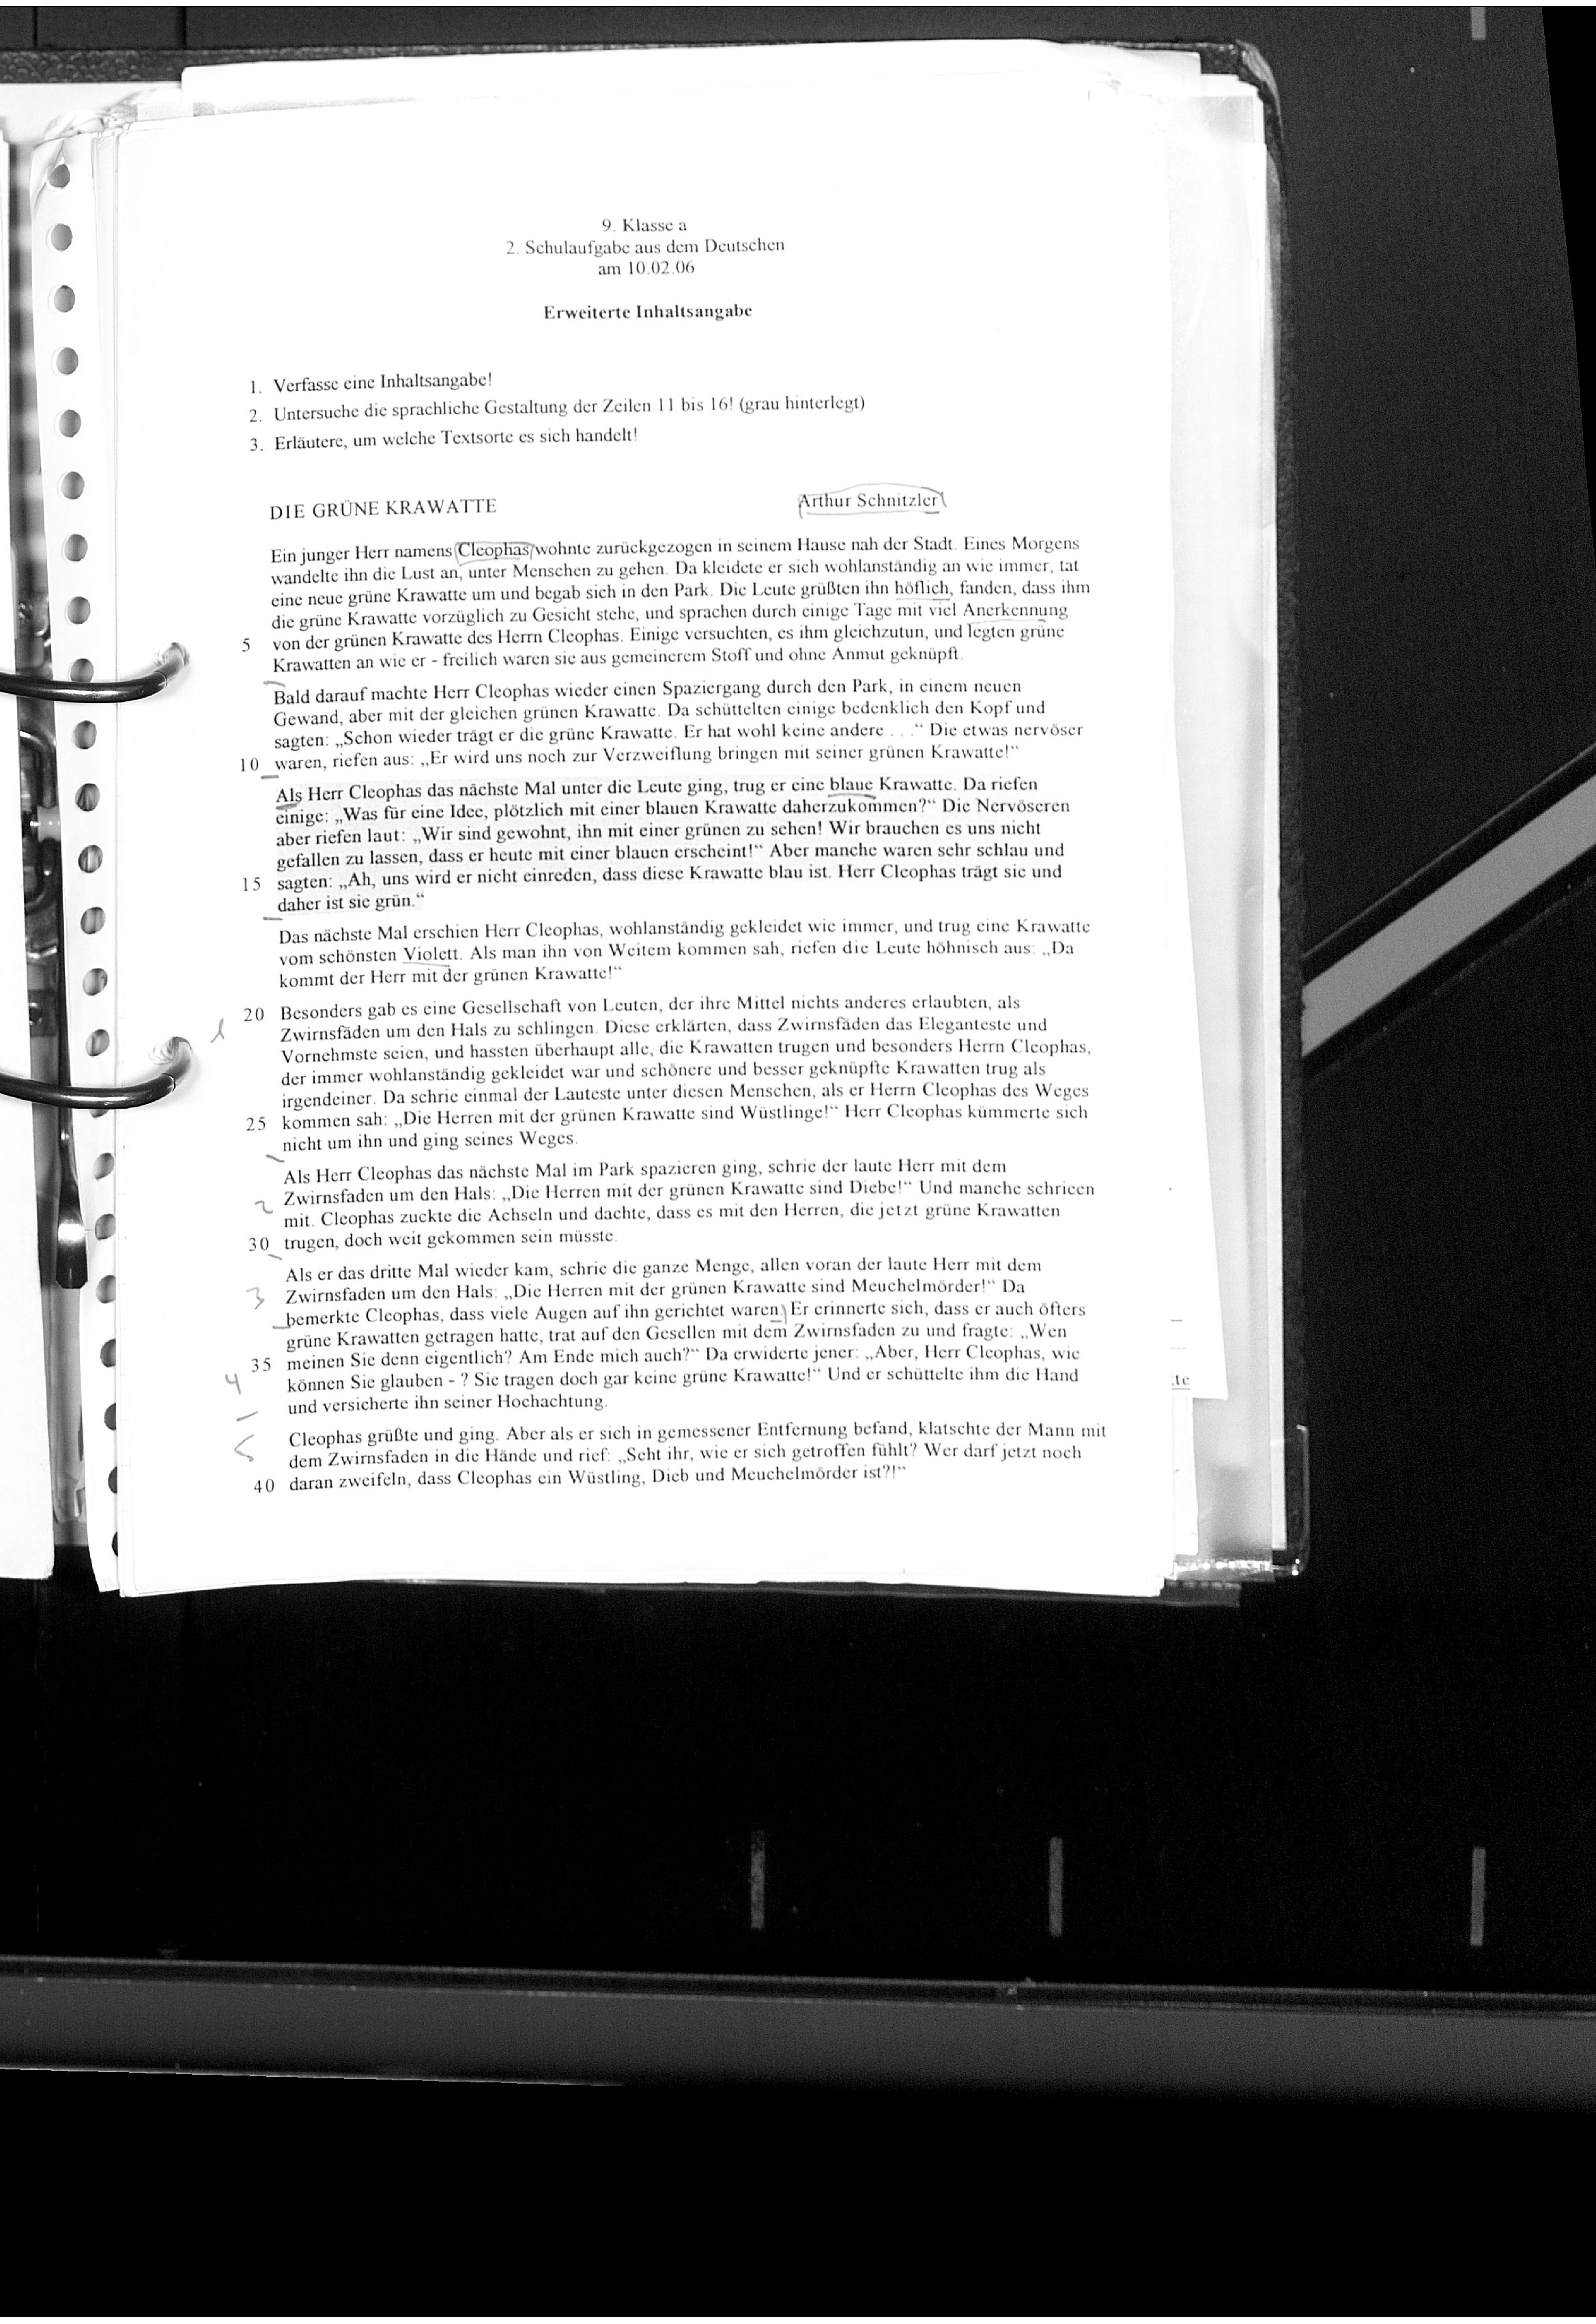 9. Klasse a
2. Schulaufgabe aus dem Deutschen
am 10.02.06
Erweiterte Inhaltsangabe
1. Verfasse eine Inhaltsangabe!
2. Untersuche die sprachliche Gestaltung der Zeilen 11 bis 16! (grau hinterlegt)
3. Erläutere, um welche Textsorte es sich handelt!
DIE GRÜNE KRAWATTE Arthur Schnitzler
Ein junger Herr namens Cleophas wohnte zurückgezogen in seinem Hause nah der Stadt. Eines Morgens
wandelte ihn die Lust an, unter Menschen zu gehen. Da kleidete er sich wohlanständig an wie immer, tat
eine neue grüne Krawatte um und begab sich in den Park. Die Leute grüßten ihn höflich, fanden, dass ihm
die grüne Krawatte vorzüglich zu Gesicht stehe, und sprachen durch einige Tage mit viel Anerkennung
5 von der grünen Krawatte des Herrn Cleophas. Einige versuchten, es ihm gleichzutun, und legten grüne
Krawatten an wie er - freilich waren sie aus gemeinerem Stoff und ohne Anmut geknüpft.
Bald darauf machte Herr Cleophas wieder einen Spaziergang durch den Park, in einem neuen
Gewand, aber mit der gleichen grünen Krawatte. Da schüttelten einige bedenklich den Kopf und
sagten: „Schon wieder trägt er die grüne Krawatte. Er hat wohl keine andere . . .“ Die etwas nervöser
10 waren, riefen aus: „Er wird uns noch zur Verzweiflung bringen mit seiner grünen Krawatte!“
Als Herr Cleophas das nächste Mal unter die Leute ging, trug er eine blaue Krawatte. Da riefen
einige: „Was für eine Idee, plötzlich mit einer blauen Krawatte daherzukommen?“ Die Nervöseren
aber riefen laut: „Wir sind gewohnt, ihn mit einer grünen zu sehen! Wir brauchen es uns nicht
gefallen zu lassen, dass er heute mit einer blauen erscheint!“ Aber manche waren sehr schlau und
15 sagten: „Ah, uns wird er nicht einreden, dass diese Krawatte blau ist. Herr Cleophas trägt sie und
daher ist sie grün.“
Das nächste Mal erschien Herr Cleophas, wohlanständig gekleidet wie immer, und trug eine Krawatte
vom schönsten Violett. Als man ihn von Weitem kommen sah, riefen die Leute höhnisch aus: „Da
kommt der Herr mit der grünen Krawatte!“
20 Besonders gab es eine Gesellschaft von Leuten, der ihre Mittel nichts anderes erlaubten, als
1 Zwirnsfäden um den Hals zu schlingen. Diese erklärten, dass Zwirnsfäden das Eleganteste und
Vornehmste seien, und hassten überhaupt alle, die Krawatten trugen und besonders Herrn Cleophas,
der immer wohlanständig gekleidet war und schönere und besser geknüpfte Krawatten trug als
irgendeiner. Da schrie einmal der Lauteste unter diesen Menschen, als er Herrn Cleophas des Weges
25 kommen sah: „Die Herren mit der grünen Krawatte sind Wüstlinge!“ Herr Cleophas kümmerte sich
nicht um ihn und ging seines Weges.
Als Herr Cleophas das nächste Mal im Park spazieren ging, schrie der laute Herr mit dem
2 Zwirnsfaden um den Hals: „Die Herren mit der grünen Krawatte sind Diebe!“ Und manche schrieen
mit. Cleophas zuckte die Achseln und dachte, dass es mit den Herren, die jetzt grüne Krawatten
30 trugen, doch weit gekommen sein müsste.
Als er das dritte Mal wieder kam, schrie die ganze Menge, allen voran der laute Herr mit dem
3 Zwirnsfaden um den Hals: „Die Herren mit der grünen Krawatte sind Meuchelmörder!“ Da
bemerkte Cleophas, dass viele Augen auf ihn gerichtet waren. Er erinnerte sich, dass er auch öfters
grüne Krawatten getragen hatte, trat auf den Gesellen mit dem Zwirnsfaden zu und fragte: „Wen
35 meinen Sie denn eigentlich? Am Ende mich auch?“ Da erwiderte jener: „Aber, Herr Cleophas, wie
4 können Sie glauben - ? Sie tragen doch gar keine grüne Krawatte!“ Und er schüttelte ihm die Hand
und versicherte ihn seiner Hochachtung.
Cleophas grüßte und ging. Aber als er sich in gemessener Entfernung befand, klatschte der Mann mit
5 dem Zwirnsfaden in die Hände und rief: „Seht ihr, wie er sich getroffen fühlt? Wer darf jetzt noch
40 daran zweifeln, dass Cleophas ein Wüstling, Dieb und Meuchelmörder ist?!“